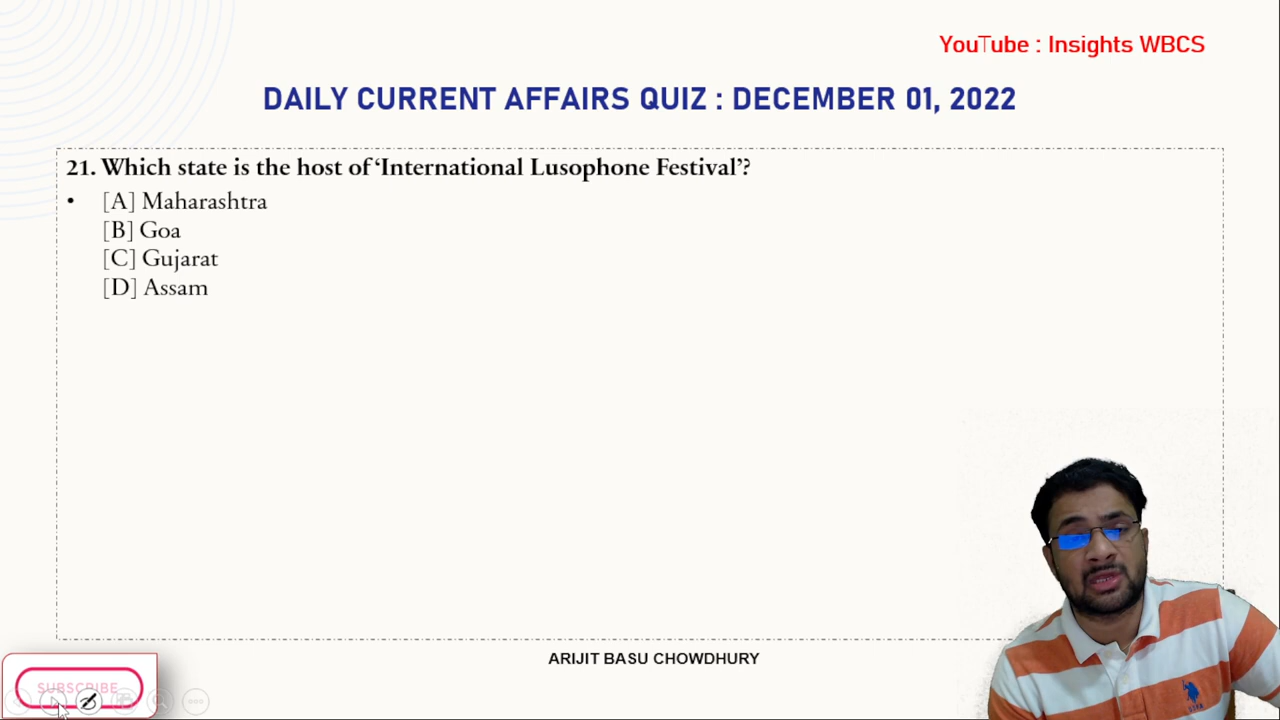 YouTube : Insights WBCS
DAILY CURRENT AFFAIRS QUIZ : DECEMBER 01, 2022
21. Which state is the host of ‘International Lusophone Festival’?
• [A] Maharashtra
[B] Goa
[C] Gujarat
[D] Assam
ARIJIT BASU CHOWDHURY
SUBSCRIBE